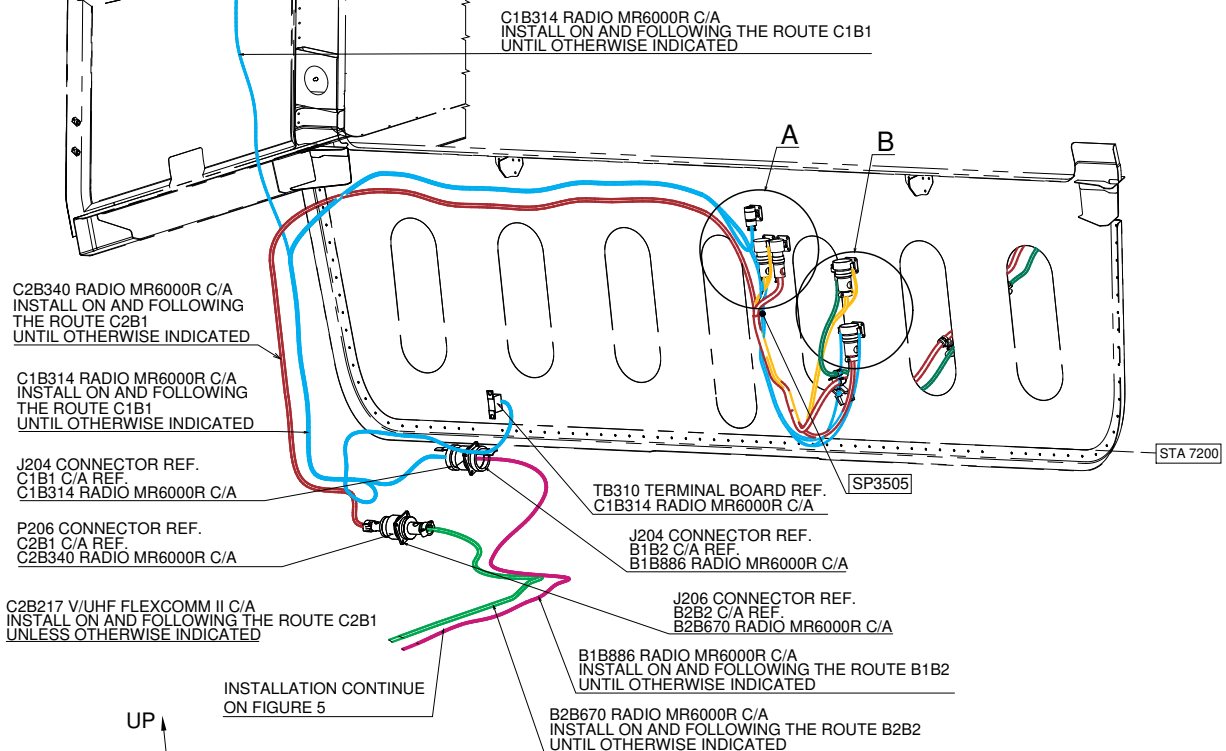 C1B314 RADIO MR6000R C/A
INSTALL ON AND FOLLOWING THE ROUTE C1B1
UNTIL OTHERWISE INDICATED
A
B
C2B340 RADIO MR6000R C/A
INSTALL ON AND FOLLOWING
THE ROUTE C2B1
UNTIL OTHERWISE INDICATED
C1B314 RADIO MR6000R C/A
INSTALL ON AND FOLLOWING
THE ROUTE C1B1
UNTIL OTHERWISE INDICATED
J204 CONNECTOR REF.
C1B1 C/A REF.
C1B314 RADIO MR6000R C/A
P206 CONNECTOR REF.
C2B1 C/A REF.
C2B340 RADIO MR6000R C/A
C2B217 V/UHF FLEXCOMM II C/A
INSTALL ON AND FOLLOWING THE ROUTE C2B1
UNLESS OTHERWISE INDICATED
STA 7200
SP3505
TB310 TERMINAL BOARD REF.
C1B314 RADIO MR6000R C/A
J204 CONNECTOR REF.
B1B2 C/A REF.
B1B886 RADIO MR6000R C/A
J206 CONNECTOR REF.
B2B2 C/A REF.
B2B670 RADIO MR6000R C/A
B1B886 RADIO MR6000R C/A
INSTALL ON AND FOLLOWING THE ROUTE B1B2
UNTIL OTHERWISE INDICATED
INSTALLATION CONTINUE
ON FIGURE 5
B2B670 RADIO MR6000R C/A
INSTALL ON AND FOLLOWING THE ROUTE B2B2
UNTIL OTHERWISE INDICATED
UP